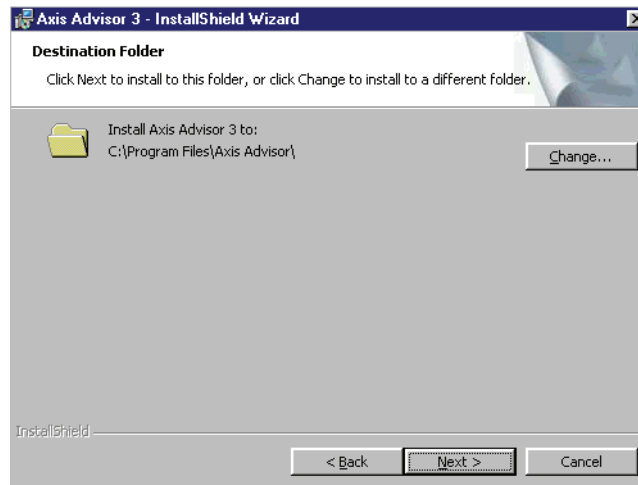 Axis Advisor 3 - InstallShield Wizard
Destination Folder
Click Next to install to this folder, or click Change to install to a different folder.
Install Axis Advisor 3 to:
C:\Program Files\Axis Advisor\
Change...
InstallShield
< Back
Next >
Cancel